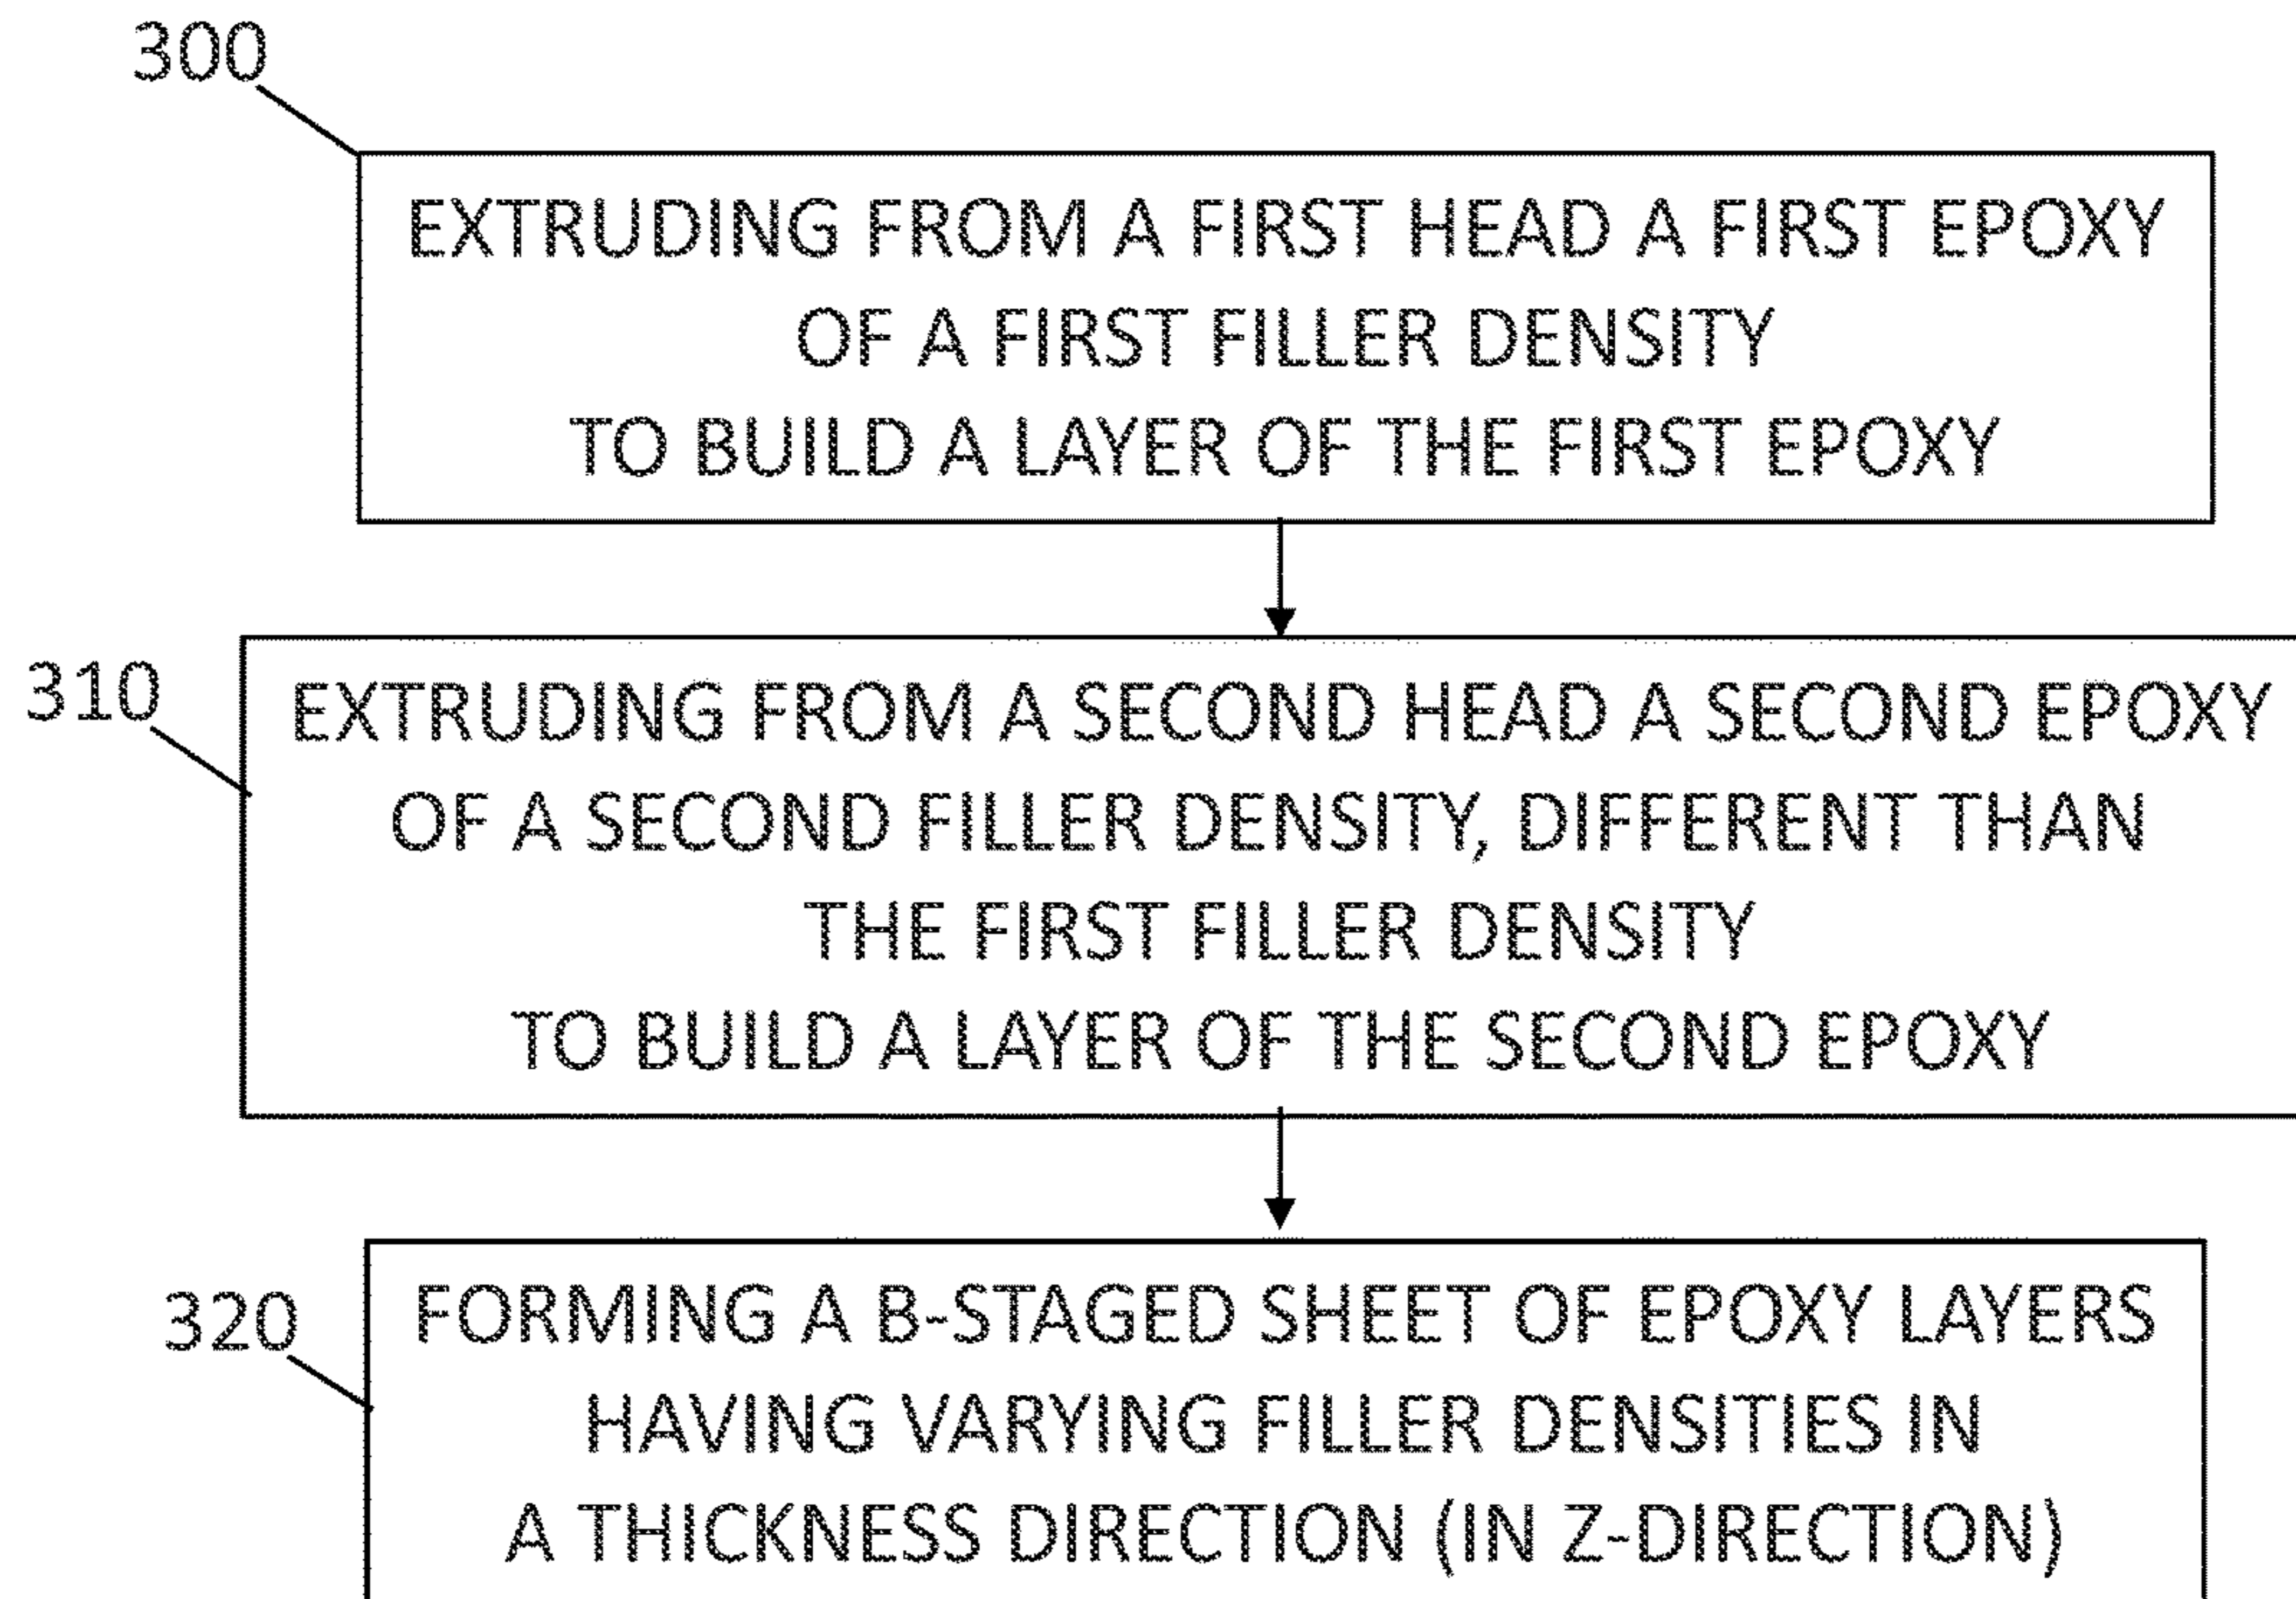 300
EXTRUDING FROM A FIRST HEAD A FIRST EPOXY
OF A FIRST FILLER DENSITY
TO BUILD A LAYER OF THE FIRST EPOXY
310
EXTRUDING FROM A SECOND HEAD A SECOND EPOXY
OF A SECOND FILLER DENSITY, DIFFERENT THAN
THE FIRST FILLER DENSITY
TO BUILD A LAYER OF THE SECOND EPOXY
320
FORMING A B-STAGED SHEET OF EPOXY LAYERS
HAVING VARYING FILLER DENSITIES IN
A THICKNESS DIRECTION (IN Z-DIRECTION)